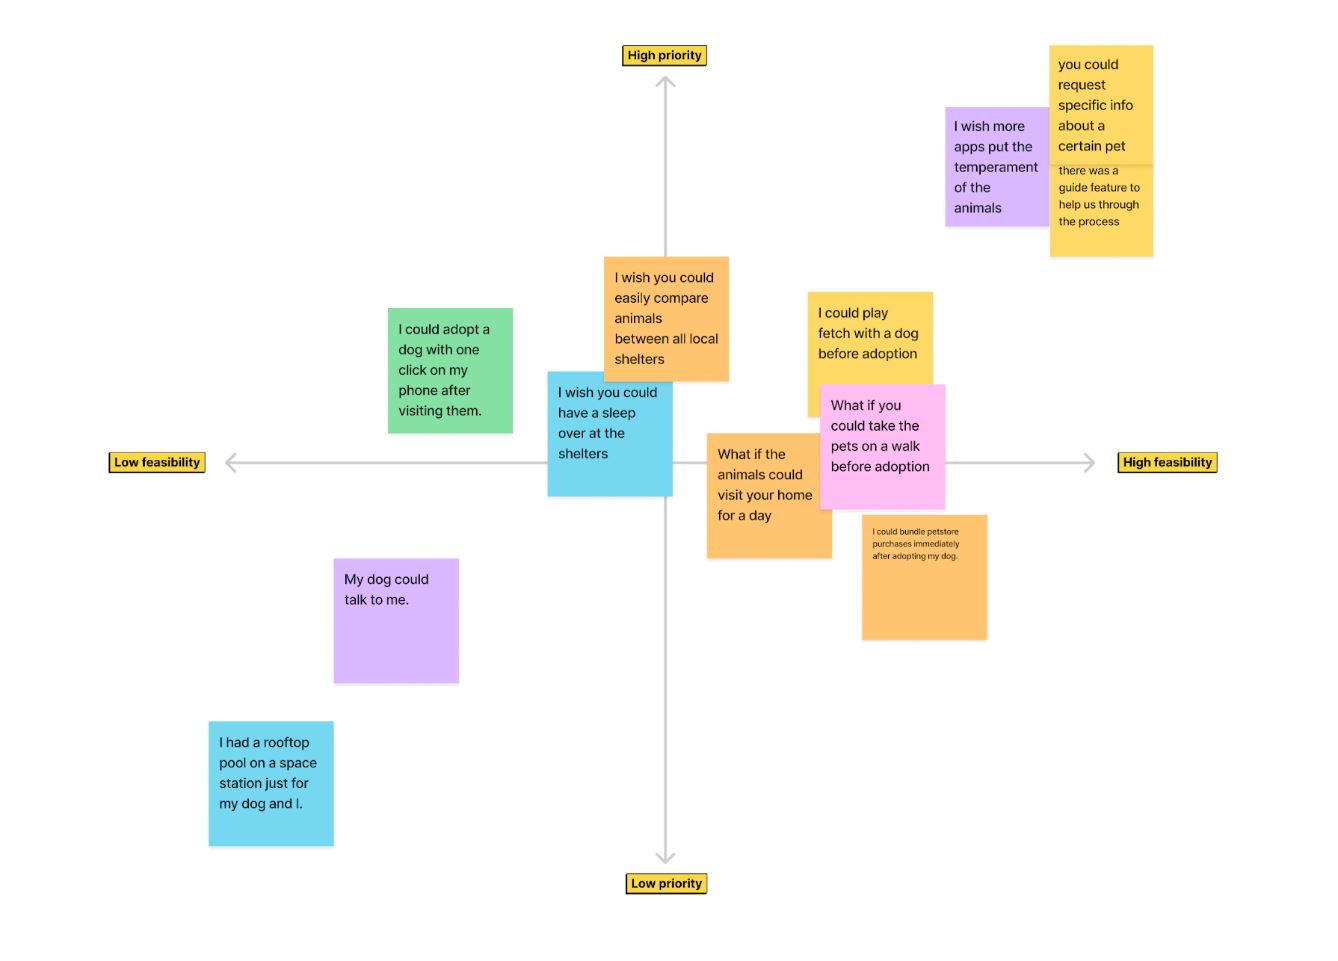 High priority
you could
request
specific info
about a
certain pet
I wish more
apps put the
temperament
of the
animals
there was a
guide feature to
help us through
the process
I wish you could
easily compare
animals
between all local
shelters
I could play
fetch with a dog
before adoption
I could adopt a
dog with one
click on my
phone after
visiting them.
I wish you could
have a sleep
over at the
shelters
What if you
could take the
pets on a walk
before adoption
What if the
animals could
visit your home
for a day
Low feasibility
High feasibility
I could bundle petstore
purchases immediately
after adopting my dog.
My dog could
talk to me.
I had a rooftop
pool on a space
station just for
my dog and I.
Low priority